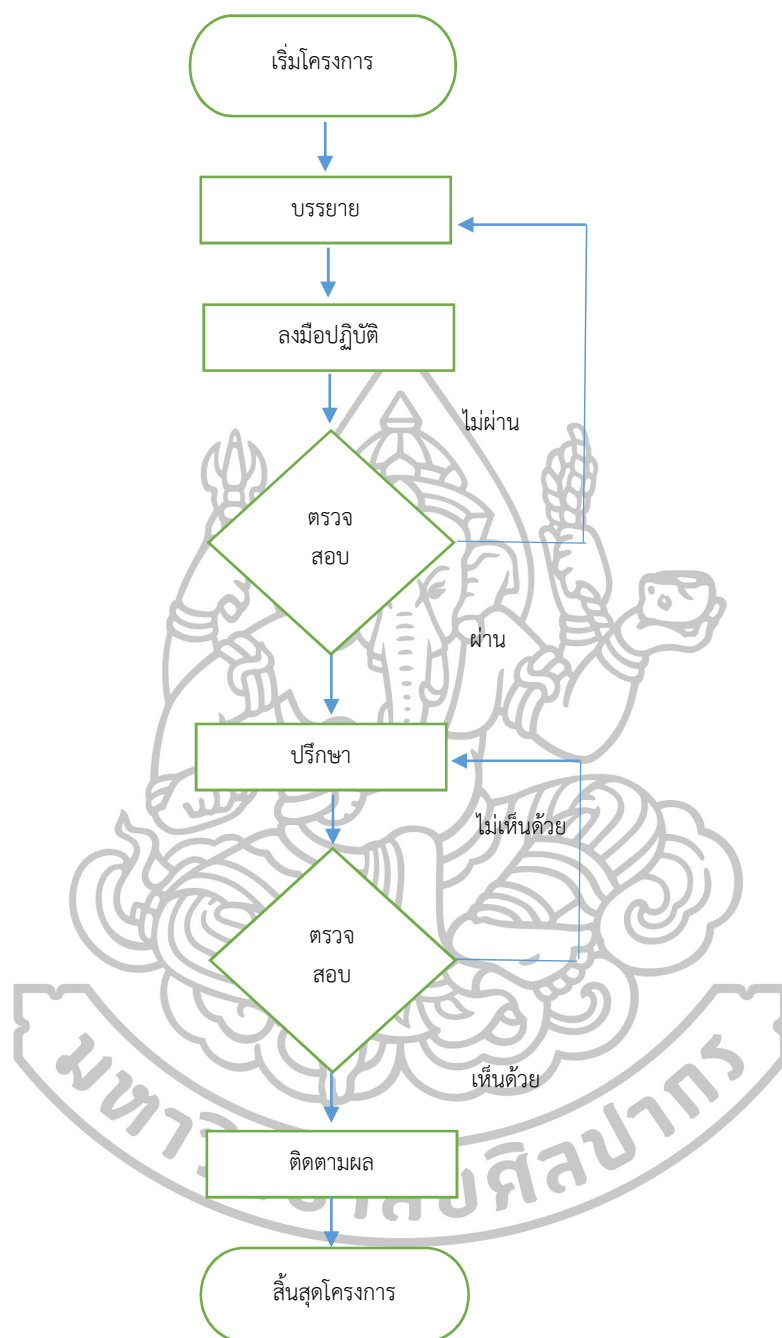 เริ่มโครงการ
บรรยาย
ลงมือปฏิบัติ
ไม่ผ่าน
ตรวจ
สอบ
ผ่าน
ปรึกษา
ไม่เห็นด้วย
ตรวจ
สอบ
เห็นด้วย
ติดตามผล
สิ้นสุดโครงการ